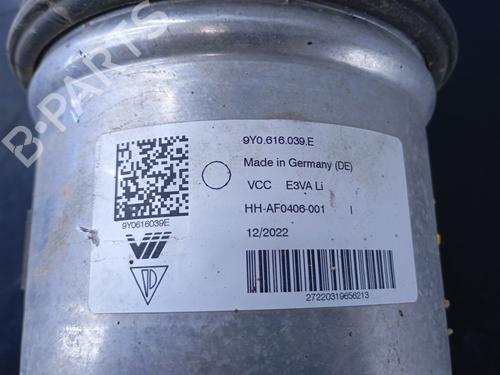 B-PARTS
9Y0.616.039.E
Made in Germany (DE)
VCC E3VA Li
HH-AF0406-001 I
12/2022
9Y0616039E
27220319656213